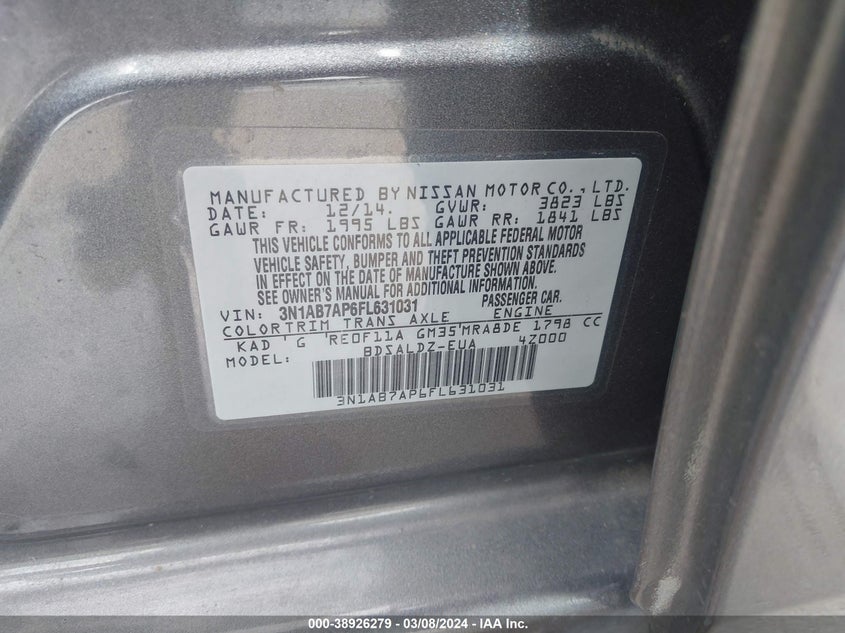 MANUFACTURED BY NISSAN MOTOR CO., LTD.
DATE: 12/14. GVWR: 3823 LBS
GAWR FR: 1995 LBS GAWR RR: 1841 LBS
THIS VEHICLE CONFORMS TO ALL APPLICABLE FEDERAL MOTOR
VEHICLE SAFETY, BUMPER AND THEFT PREVENTION STANDARDS
IN EFFECT ON THE DATE OF MANUFACTURE SHOWN ABOVE.
SEE OWNER'S MANUAL FOR ADDITIONAL INFORMATION.
VIN: 3N1AB7AP6FL631031 PASSENGER CAR.
COLORTRIM TRANS AXLE ENGINE
KAD ' G 'RE0F11A GM35'MRA8DE 1798 CC
MODEL: BDSALDZ-EUA 4Z000
3N1AB7AP6FL631031
000-38926279 - 03/08/2024 - IAA Inc.